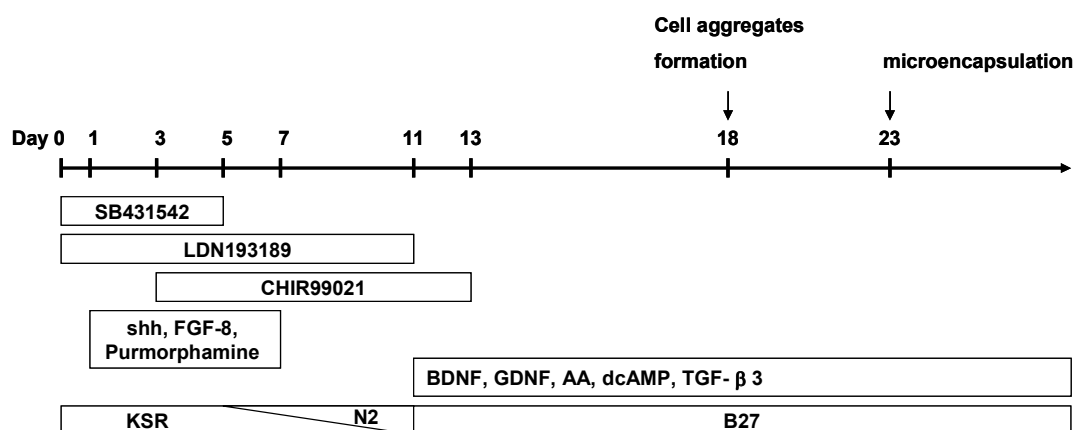 Cell aggregates
formation
microencapsulation
Day 0 1 3 5 7 11 13 18 23
SB431542
LDN193189
CHIR99021
shh, FGF-8,
Purmorphamine
BDNF, GDNF, AA, dcAMP, TGF- β 3
KSR N2 B27